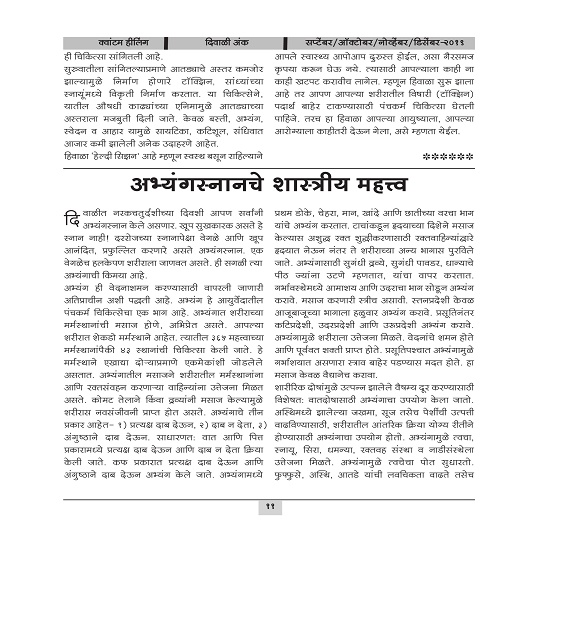 क्वांटम हीलिंग दिवाळी अंक सप्टेंबर/ऑक्टोबर/नोव्हेंबर/डिसेंबर-२०१९
ही चिकित्सा सांगितली आहे.
सुरुवातीला सांगितल्याप्रमाणे आतड्याचे अस्तर कमजोर
झाल्यामुळे निर्माण होणारे टॉक्झिन, सांध्यांच्या
स्नायूंमध्ये विकृती निर्माण करतात. या चिकित्सेने,
यातील औषधी काढ्यांच्या एनिमामुळे आतड्याच्या
अस्तराला मजबुती दिली जाते. केवळ बस्ती, अभ्यंग,
स्वेदन व आहार यामुळे सायटिका, कटिशूल, संधिवात
आजार कमी झालेली अनेक उदाहरणे आहेत.
हिवाळा 'हेल्दी सिझन' आहे म्हणून स्वस्थ बसून राहिल्याने
आपले स्वास्थ्य आपोआप दुरुस्त होईल, असा गैरसमज
कृपया करून घेऊ नये. त्यासाठी आपल्याला काही ना
काही खटपट करावीच लागेल. म्हणून हिवाळा सुरू झाला
आहे तर आपण आपल्या शरीरातील विषारी (टॉक्झिन)
पदार्थ बाहेर टाकण्यासाठी पंचकर्म चिकित्सा घेतली
पाहिजे. तरच हा हिवाळा आपल्या आयुष्याला, आपल्या
आरोग्याला काहीतरी देऊन गेला, असे म्हणता येईल.
******
अभ्यंगस्नानचे शास्त्रीय महत्त्व
दिवाळीत नरकचतुर्दशीच्या दिवशी आपण सर्वांनी
अभ्यंगस्नान केले असणार. खूप सुखकारक असते हे
स्नान नाही! दररोजच्या स्नानापेक्षा वेगळे आणि खूप
आनंदित, प्रफुल्लित करणारे असते अभ्यंगस्नान. एक
वेगळेच हलकेपण शरीराला जाणवत असते. ही सगळी त्या
अभ्यंगाची किमया आहे.
अभ्यंग ही वेदनाशमन करण्यासाठी वापरली जाणारी
अतिप्राचीन अशी पद्धती आहे. अभ्यंग हे आयुर्वेदातील
पंचकर्म चिकित्सेचा एक भाग आहे. अभ्यंगात शरीराच्या
मर्मस्थानांची मसाज होणे, अभिप्रेत असते. आपल्या
शरीरात शेकडो मर्मस्थाने आहेत. त्यातील ३६५ महत्वाच्या
मर्मस्थानांपैकी ४३ स्थानांची चिकित्सा केली जाते. हे
मर्मस्थाने एखाद्या दोऱ्याप्रमाणे एकमेकांशी जोडलेले
असतात. अभ्यंगातील मसाजने शरीरातील मर्मस्थानांना
आणि रक्तसंवहन करणाऱ्या वाहिन्यांना उत्तेजना मिळत
असते. कोमट तेलाने किंवा द्रव्यांनी मसाज केल्यामुळे
शरीरास नवसंजीवनी प्राप्त होत असते. अभ्यंगाचे तीन
प्रकार आहेत– १) प्रत्यक्ष दाब देऊन, २) दाब न देता, ३)
अंगुष्ठाने दाब देऊन. साधारणत: वात आणि पित्त
प्रकारामध्ये प्रत्यक्ष दाब देऊन आणि दाब न देता क्रिया
केली जाते. कफ प्रकारात प्रत्यक्ष दाब देऊन आणि
अंगुष्ठाने दाब देऊन अभ्यंग केले जाते. अभ्यंगामध्ये
प्रथम डोके, चेहरा, मान, खांदे आणि छातीच्या वरचा भाग
यांचे अभ्यंग करतात. टाचांकडून हृदयाच्या दिशेने मसाज
केल्यास अशुद्ध रक्त शुद्धीकरणासाठी रक्तवाहिन्यांद्वारे
हृदयात नेऊन नंतर ते शरीराच्या अन्य भागास पुरविले
जाते. अभ्यंगासाठी सुगंधी द्रव्ये, सुगंधी पावडर, धान्याचे
पीठ ज्यांना उटणे म्हणतात, यांचा वापर करतात.
गर्भावस्थेमध्ये आमाशय आणि उदराचा भाग सोडून अभ्यंग
करावे. मसाज करणारी स्त्रीच असावी. स्तनप्रदेशी केवळ
आजूबाजूच्या भागाला हळुवार अभ्यंग करावे. प्रसूतिनंतर
कटिप्रदेशी, उदरप्रदेशी आणि उरूप्रदेशी अभ्यंग करावे.
अभ्यंगामुळे शरीराला उत्तेजना मिळते. वेदनांचे शमन होते
आणि पूर्ववत शक्ती प्राप्त होते. प्रसूतिपश्चात अभ्यंगामुळे
गर्भाशयात असणारा स्त्राव बाहेर पडण्यास मदत होते. हा
मसाज केवळ वैद्यानेच करावा.
शारीरिक दोषांमुळे उत्पन्न झालेले वैषम्य दूर करण्यासाठी
विशेषत: वातदोषासाठी अभ्यंगाचा उपयोग केला जातो.
अस्थिमध्ये झालेल्या जखमा, सूज तसेच पेशींची उत्पत्ती
वाढविण्यासाठी, शरीरातील आंतरिक क्रिया योग्य रीतीने
होण्यासाठी अभ्यंगाचा उपयोग होतो. अभ्यंगामुळे त्वचा,
स्नायू, सिरा, धमन्या, रक्तवह संस्था व नाडीसंस्थेला
उत्तेजना मिळते. अभ्यंगामुळे त्वचेचा पोत सुधारतो.
फुफ्फुसे, अस्थि, आतडे यांची लवचिकता वाढते तसेच
११